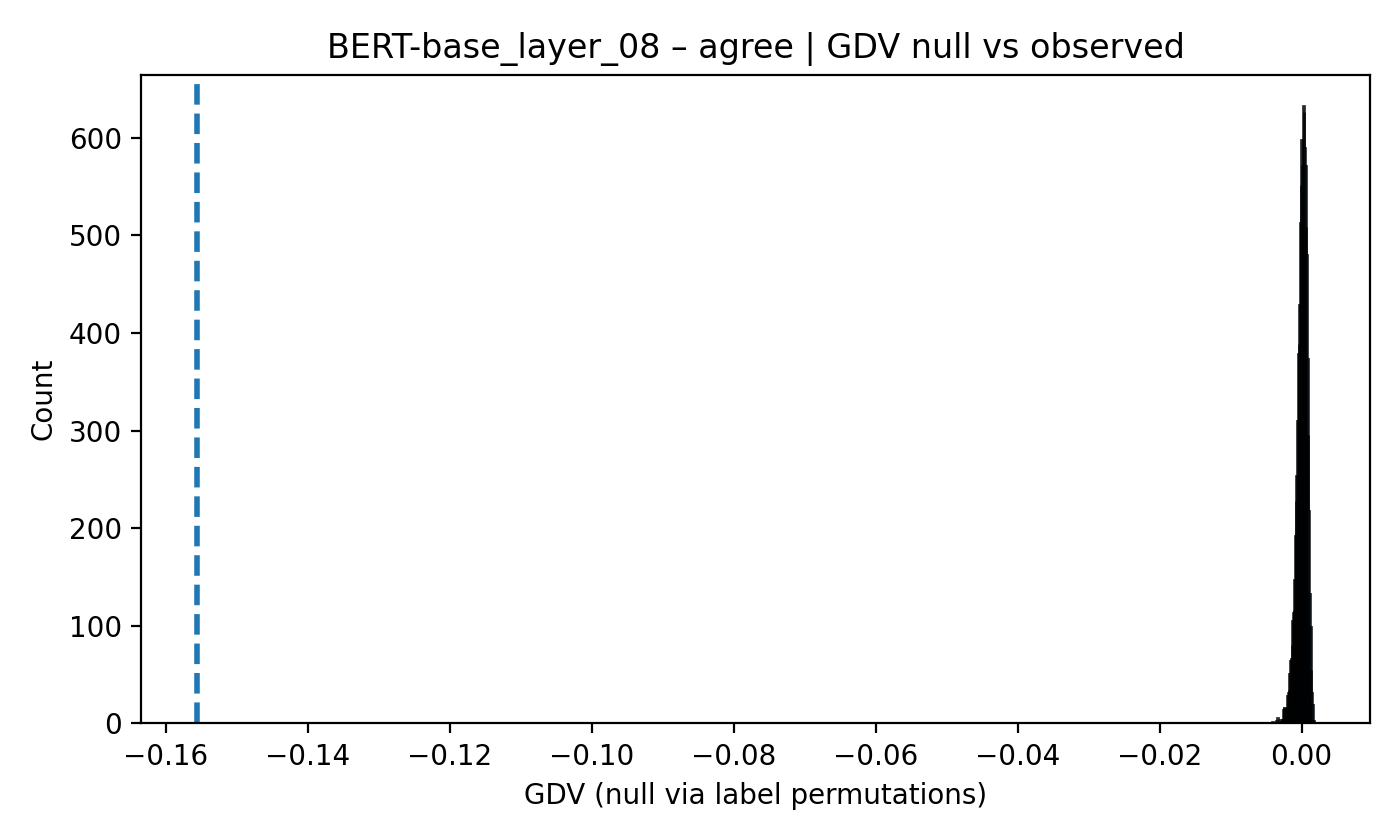 BERT-base_layer_08 – agree | GDV null vs observed
600
500
400
300
200
100
0
Count
−0.16 −0.14 −0.12 −0.10 −0.08 −0.06 −0.04 −0.02 0.00
GDV (null via label permutations)